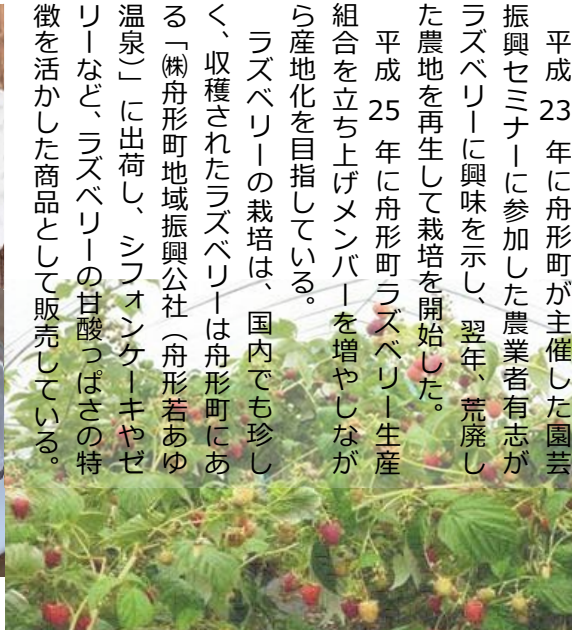 平成 23 年に舟形町が主催した園芸
振興セミナーに参加した農業者有志が
ラズベリーに興味を示し、翌年、荒廃し
た農地を再生して栽培を開始した。
平成 25 年に舟形町ラズベリー生産
組合を立ち上げメンバーを増やしなが
ら産地化を目指している。
ラズベリーの栽培は、国内でも珍し
く、収穫されたラズベリーは舟形町にあ
る「㈱舟形町地域振興公社（舟形若あゆ
温泉）」に出荷し、シフォンケーキやゼ
リーなど、ラズベリーの甘酸っぱさの特
徴を活かした商品として販売している。